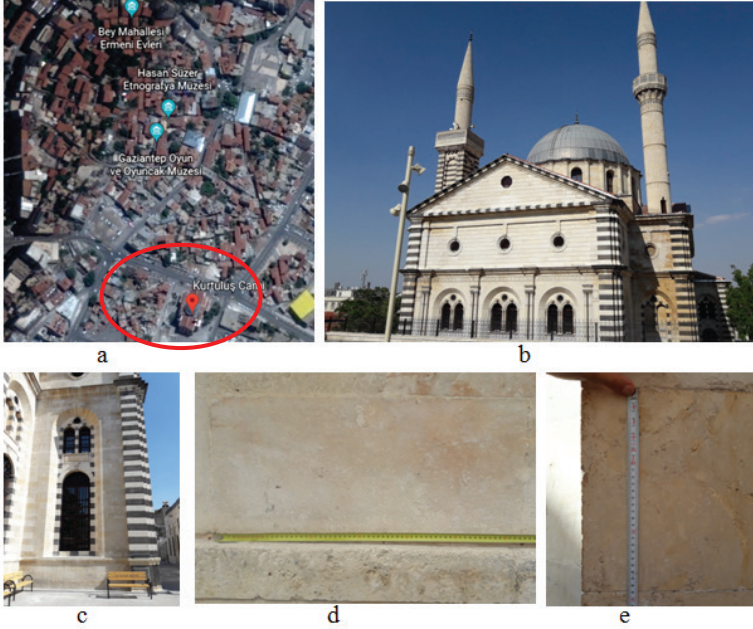 Bey Mahallesi
Ermeni Evleri
Hasan Süzer
Etnografya Müzesi
Gaziantep Oyun
ve Oyuncak Müzesi
Kurtuluş Camii
a
b
c
d
e